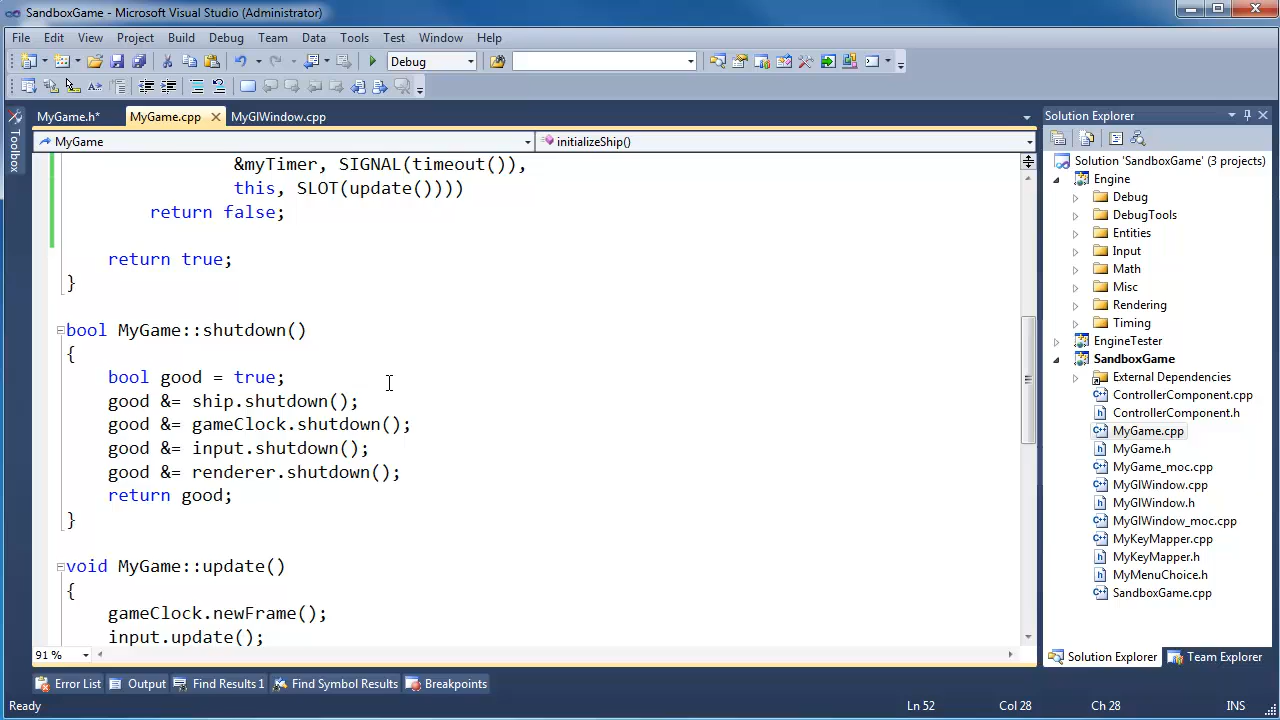 SandboxGame - Microsoft Visual Studio (Administrator)
File Edit View Project Build Debug Team Data Tools Test Window Help
Debug
MyGame.h* MyGame.cpp MyGlWindow.cpp
MyGame initializeShip()
&myTimer, SIGNAL(timeout()),
this, SLOT(update())))
return false;
return true;
}
bool MyGame::shutdown()
{
bool good = true;
good &= ship.shutdown();
good &= gameClock.shutdown();
good &= input.shutdown();
good &= renderer.shutdown();
return good;
}
void MyGame::update()
{
gameClock.newFrame();
input.update();
91 %
Toolbox
Solution Explorer
Solution 'SandboxGame' (3 projects)
Engine
Debug
DebugTools
Entities
Input
Math
Misc
Rendering
Timing
EngineTester
SandboxGame
External Dependencies
ControllerComponent.cpp
ControllerComponent.h
MyGame.cpp
MyGame.h
MyGame_moc.cpp
MyGlWindow.cpp
MyGlWindow.h
MyGlWindow_moc.cpp
MyKeyMapper.cpp
MyKeyMapper.h
MyMenuChoice.h
SandboxGame.cpp
Solution Explorer Team Explorer
Error List Output Find Results 1 Find Symbol Results Breakpoints
Ready Ln 52 Col 28 Ch 28 INS